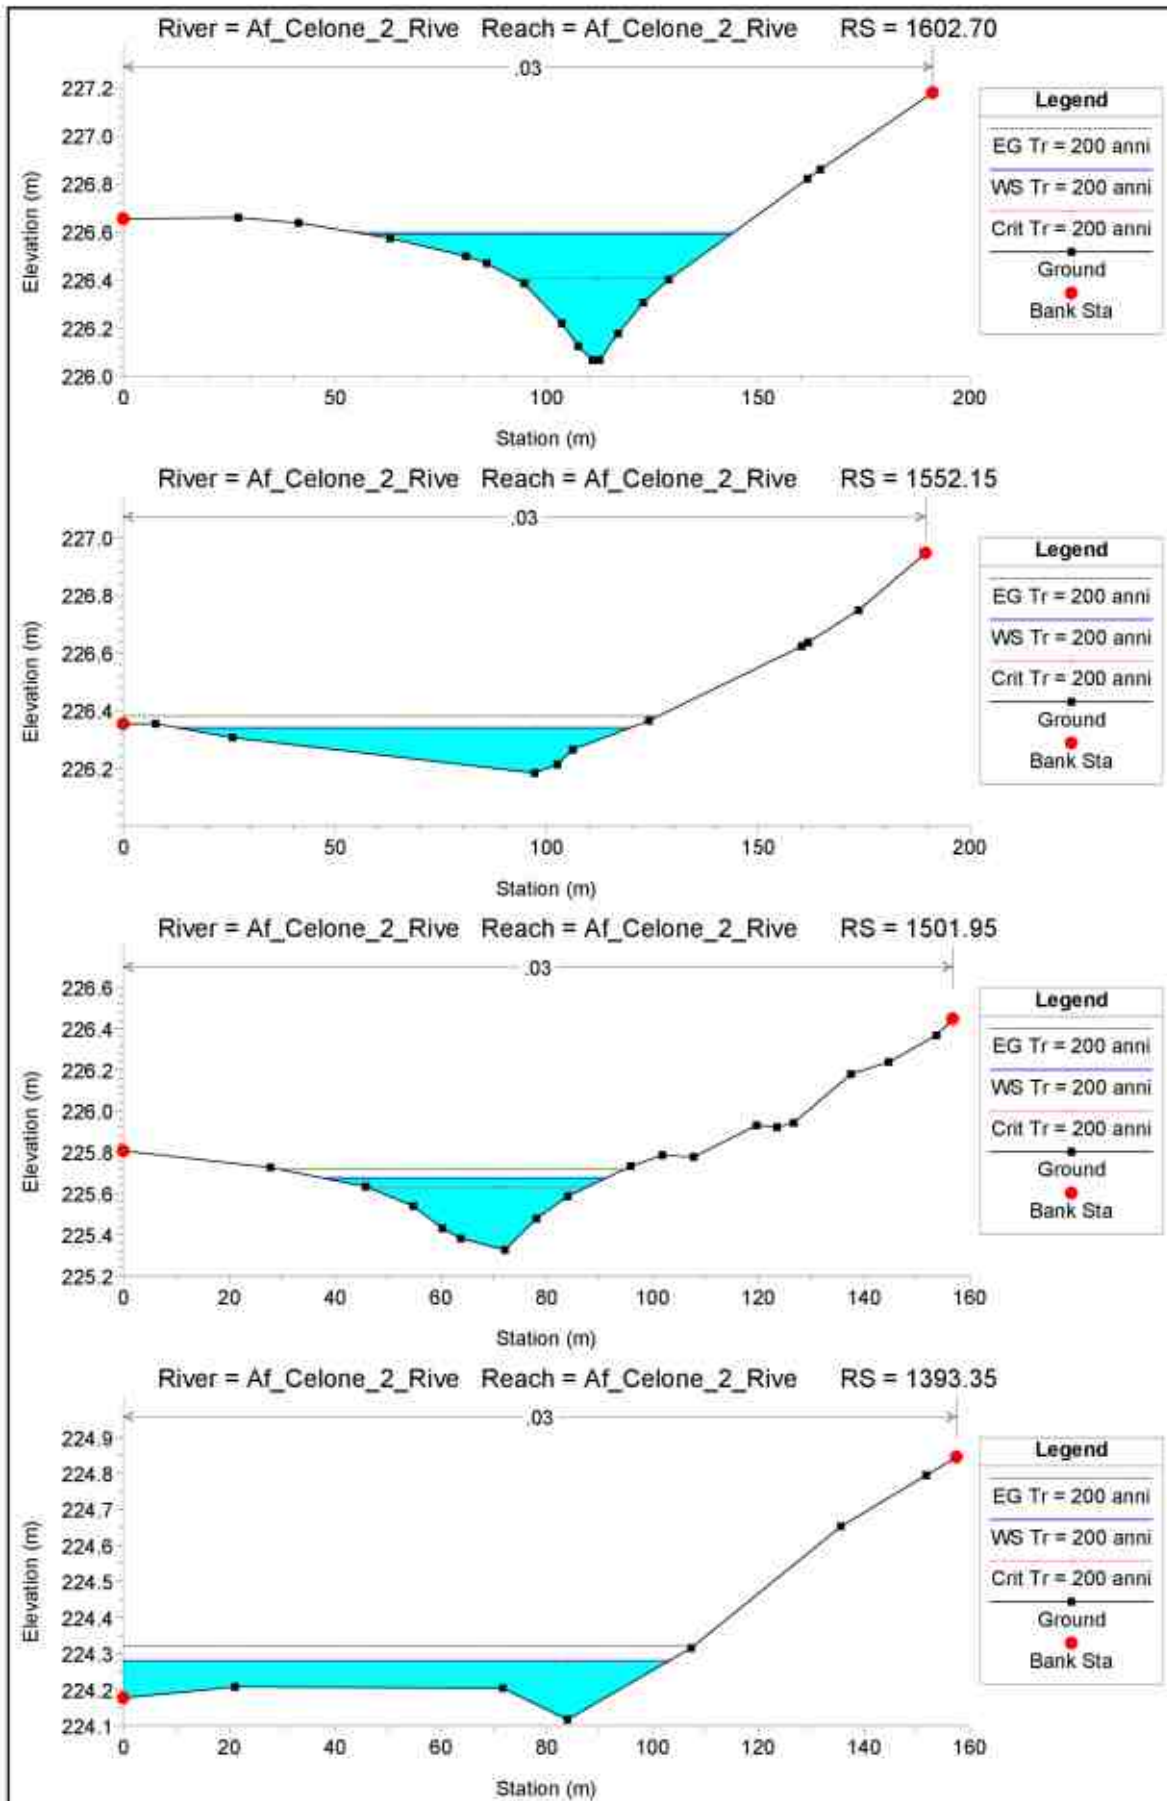 River = Af_Celone_2_Rive Reach = Af_Celone_2_Rive RS = 1602.70
.03
227.2
227.0
226.8
226.6
226.4
226.2
226.0
Elevation (m)
0 50 100 150 200
Station (m)
Legend
EG Tr = 200 anni
WS Tr = 200 anni
Crit Tr = 200 anni
Ground
Bank Sta
River = Af_Celone_2_Rive Reach = Af_Celone_2_Rive RS = 1552.15
.03
227.0
226.8
226.6
226.4
226.2
Elevation (m)
0 50 100 150 200
Station (m)
Legend
EG Tr = 200 anni
WS Tr = 200 anni
Crit Tr = 200 anni
Ground
Bank Sta
River = Af_Celone_2_Rive Reach = Af_Celone_2_Rive RS = 1501.95
.03
226.6
226.4
226.2
226.0
225.8
225.6
225.4
225.2
Elevation (m)
0 20 40 60 80 100 120 140 160
Station (m)
Legend
EG Tr = 200 anni
WS Tr = 200 anni
Crit Tr = 200 anni
Ground
Bank Sta
River = Af_Celone_2_Rive Reach = Af_Celone_2_Rive RS = 1393.35
.03
224.9
224.8
224.7
224.6
224.5
224.4
224.3
224.2
224.1
Elevation (m)
0 20 40 60 80 100 120 140 160
Station (m)
Legend
EG Tr = 200 anni
WS Tr = 200 anni
Crit Tr = 200 anni
Ground
Bank Sta